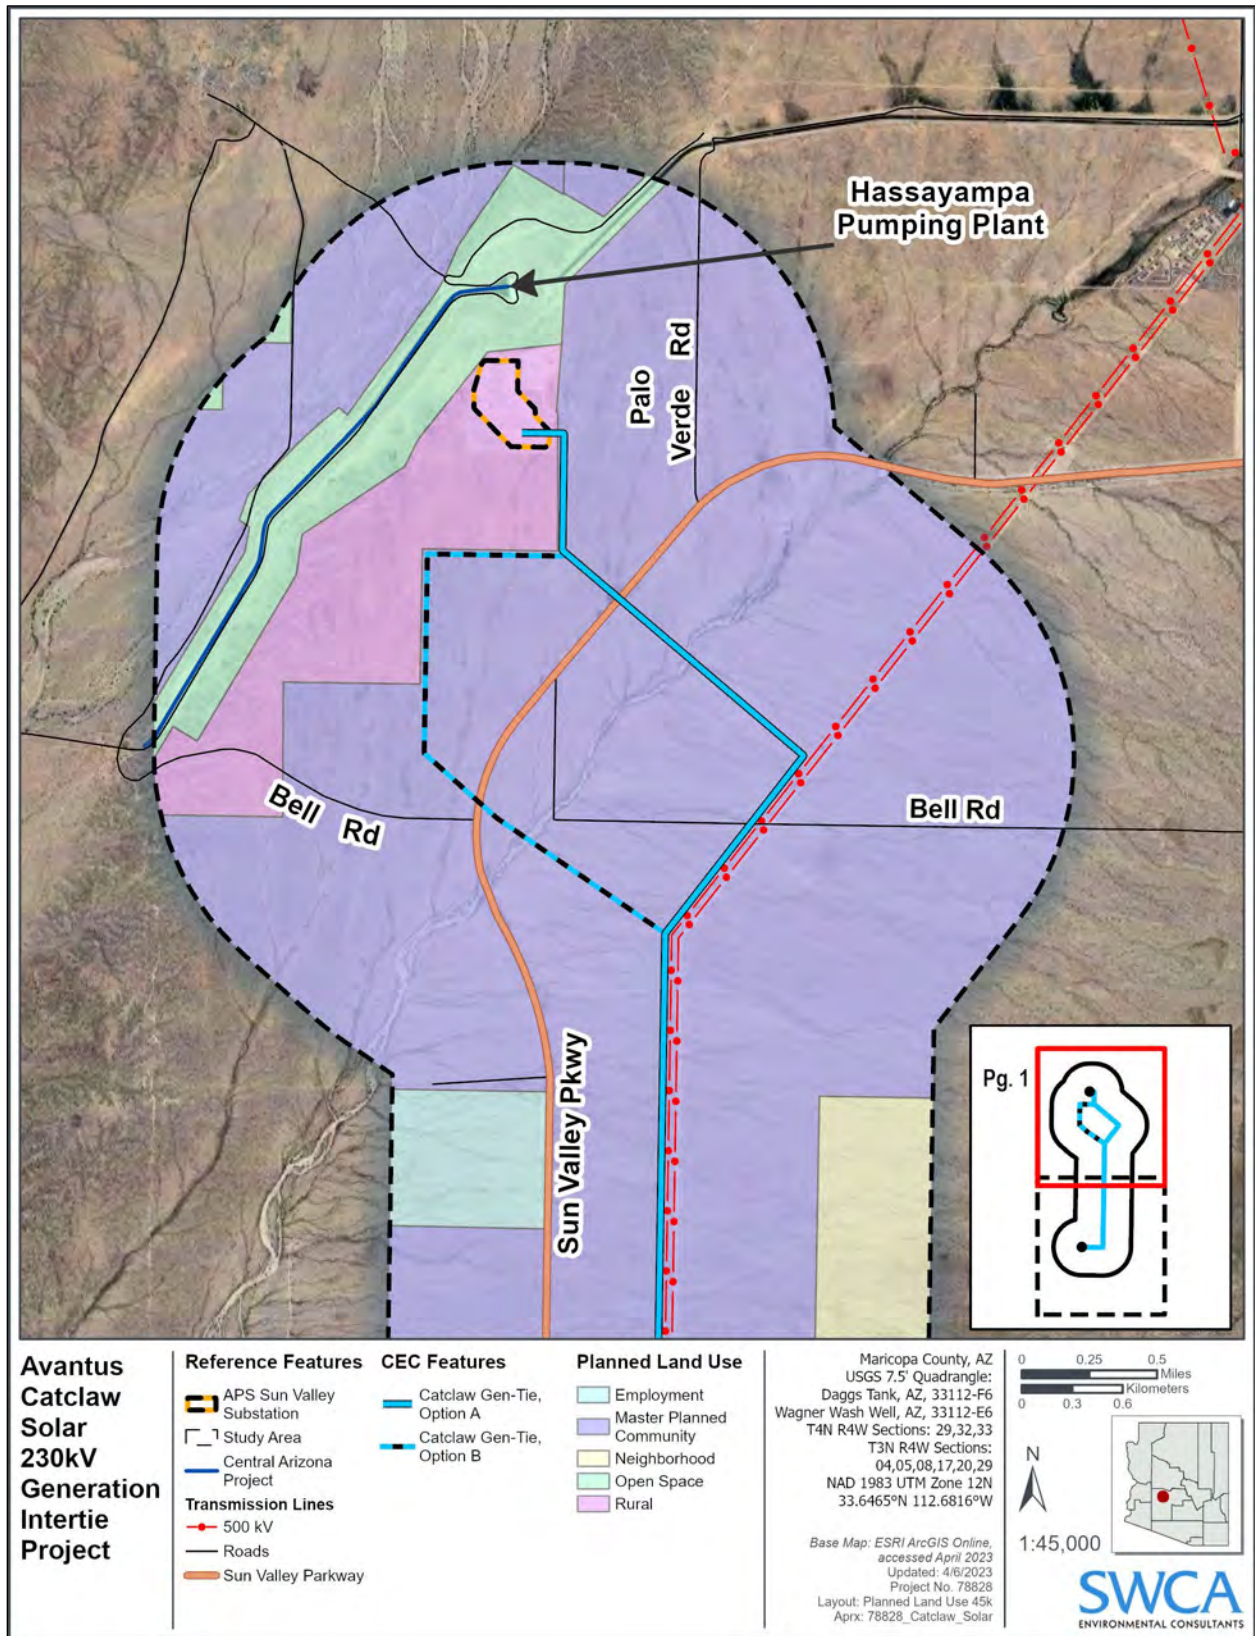 Hassayampa
Pumping Plant
Palo
Verde Rd
Bell Rd
Bell Rd
Sun Valley Pkwy
Pg. 1
Avantus
Catclaw
Solar
230kV
Generation
Intertie
Project
Reference Features
APS Sun Valley
Substation
Study Area
Central Arizona
Project
Transmission Lines
500 kV
Roads
Sun Valley Parkway
CEC Features
Catclaw Gen-Tie,
Option A
Catclaw Gen-Tie,
Option B
Planned Land Use
Employment
Master Planned
Community
Neighborhood
Open Space
Rural
Maricopa County, AZ
USGS 7.5' Quadrangle:
Daggs Tank, AZ, 33112-F6
Wagner Wash Well, AZ, 33112-E6
T4N R4W Sections: 29,32,33
T3N R4W Sections:
04,05,08,17,20,29
NAD 1983 UTM Zone 12N
33.6465°N 112.6816°W
Base Map: ESRI ArcGIS Online,
accessed April 2023
Updated: 4/6/2023
Project No. 78828
Layout: Planned Land Use 45k
Aprx: 78828_Catclaw_Solar
0 0.25 0.5
Miles
Kilometers
0 0.3 0.6
N
1:45,000
SWCA
ENVIRONMENTAL CONSULTANTS